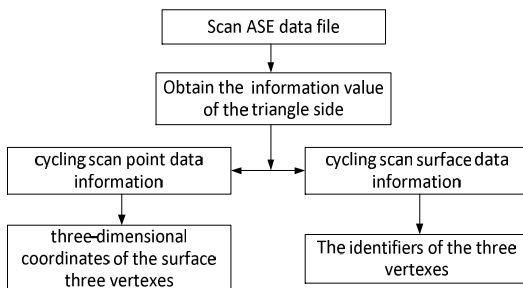 Scan ASE data file
Obtain the information value
of the triangle side
cycling scan point data
information
cycling scan surface data
information
three-dimensional
coordinates of the surface
three vertexes
The identifiers of the three
vertexes